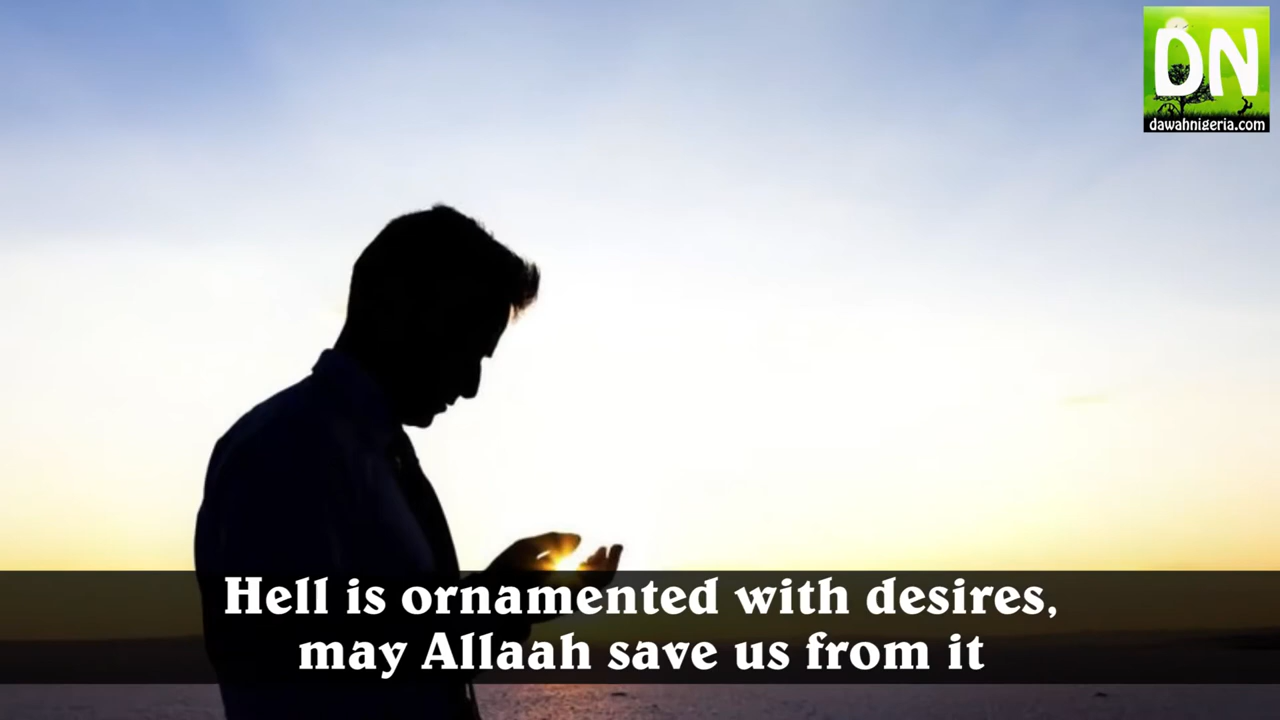 DN
dawahnigeria.com
Hell is ornamented with desires,
may Allaah save us from it